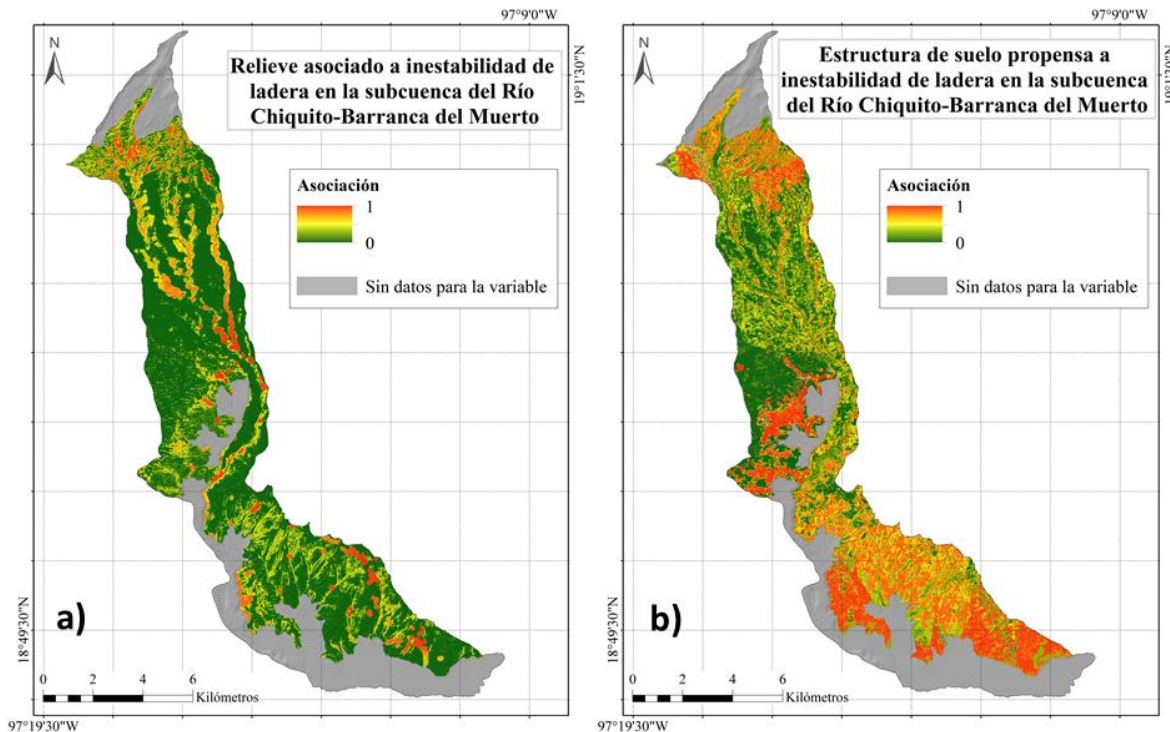 97°9'0"W
19°1'30"N
N
Relieve asociado a inestabilidad de
ladera en la subcuenca del Río
Chiquito-Barranca del Muerto
Asociación
1
0
Sin datos para la variable
a)
18°49'30"N
0 2 4 6
Kilómetros
97°19'30"W
97°9'0"W
19°1'30"N
N
Estructura de suelo propensa a
inestabilidad de ladera en la subcuenca
del Río Chiquito-Barranca del Muerto
Asociación
1
0
Sin datos para la variable
b)
18°49'30"N
0 2 4 6
Kilómetros
97°19'30"W